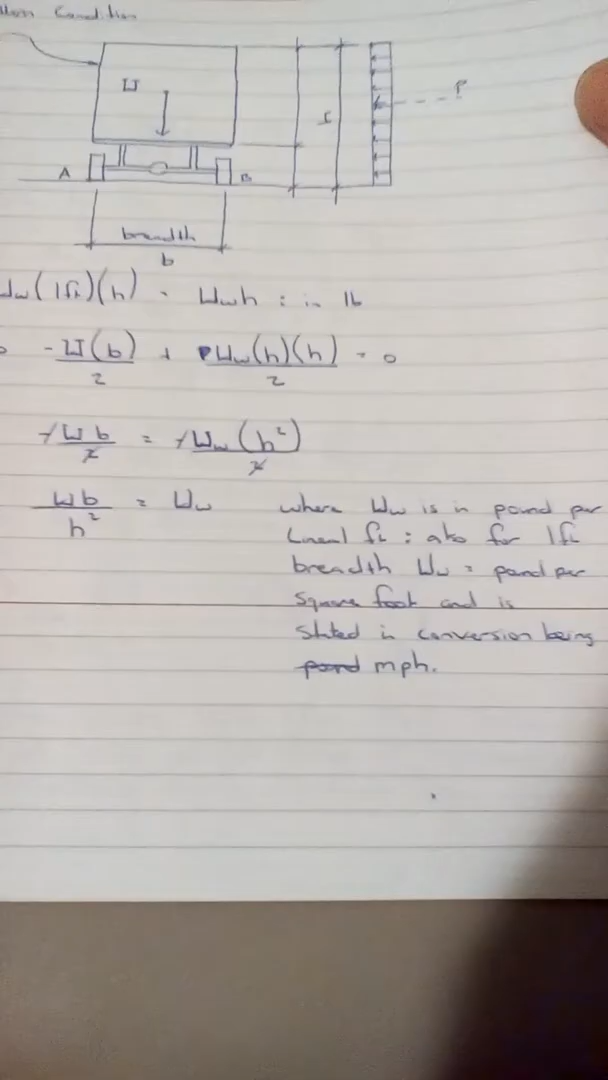 Condition
W
h
P
A
B
breadth
b
Ww (1ft)(h) = Wwh : in lb
-W(b)/2 + Ww(h)(h)/2 = 0
Wb/2 = Ww(h²)/2
Wb/h² = Ww
where Ww is in pound per
Lineal ft : also for 1ft
breadth Ww = pound per
square foot and is
stated in conversion being
pound mph.